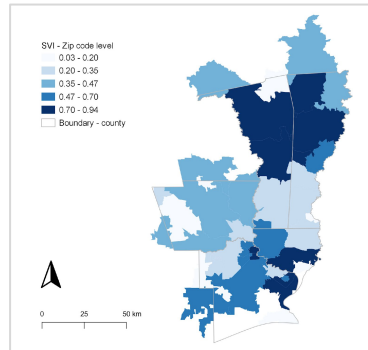 SVI - Zip code level
0.03 - 0.20
0.20 - 0.35
0.35 - 0.47
0.47 - 0.70
0.70 - 0.94
Boundary - county
0 25 50 km